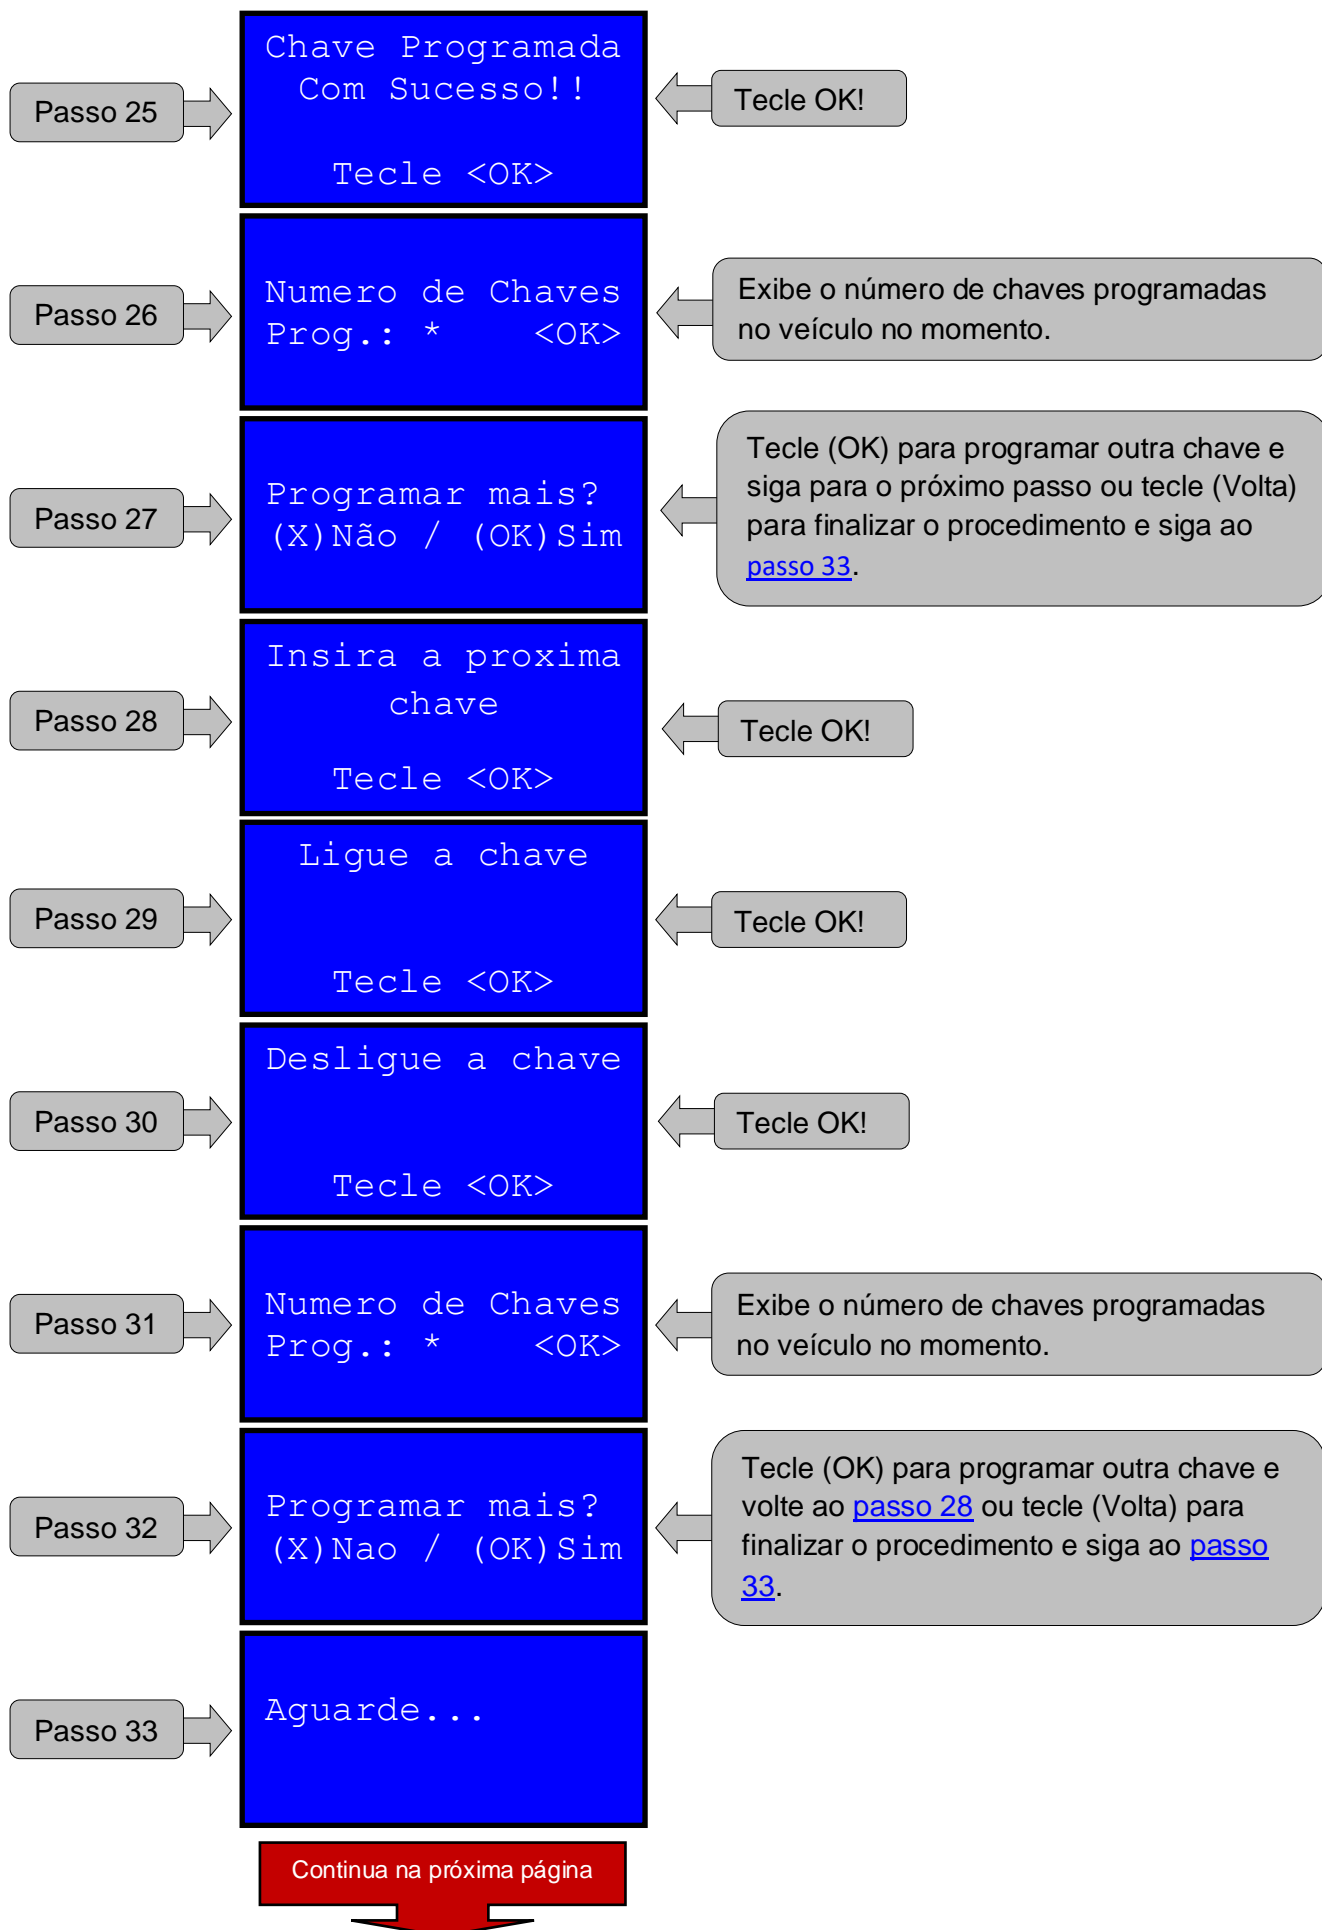 Passo 25
Chave Programada
Com Sucesso!!
Tecle <OK>
Tecle OK!
Passo 26
Numero de Chaves
Prog.: * <OK>
Exibe o número de chaves programadas
no veículo no momento.
Passo 27
Programar mais?
(X)Não / (OK)Sim
Tecle (OK) para programar outra chave e
siga para o próximo passo ou tecle (Volta)
para finalizar o procedimento e siga ao
passo 33.
Passo 28
Insira a proxima
chave
Tecle <OK>
Tecle OK!
Passo 29
Ligue a chave
Tecle <OK>
Tecle OK!
Passo 30
Desligue a chave
Tecle <OK>
Tecle OK!
Passo 31
Numero de Chaves
Prog.: * <OK>
Exibe o número de chaves programadas
no veículo no momento.
Passo 32
Programar mais?
(X)Nao / (OK)Sim
Tecle (OK) para programar outra chave e
volte ao passo 28 ou tecle (Volta) para
finalizar o procedimento e siga ao passo
33.
Passo 33
Aguarde...
Continua na próxima página